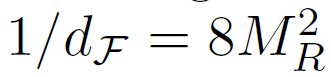 $1/d_{\mathcal{F}} = 8M_R^2$